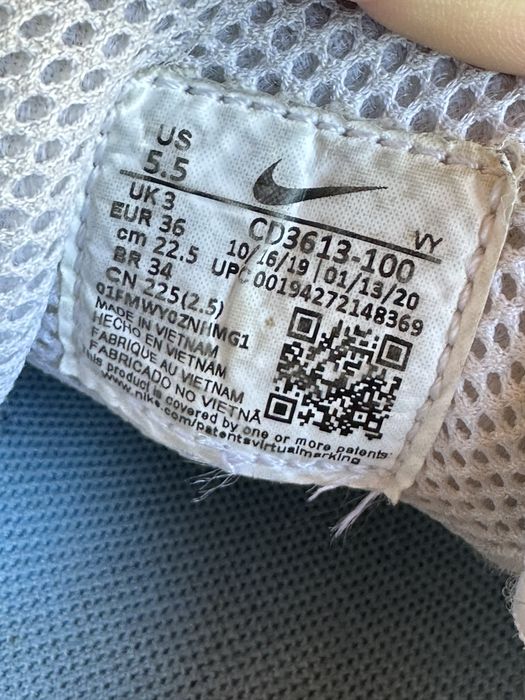 US
5.5
UK 3
EUR 36
cm 22.5
BR 34
CN 225(2.5)
VY
CD3613-100
10/16/19 | 01/13/20
UPC 00194272148369
Q1FMWY0ZNHMG1
MADE IN VIETNAM
HECHO EN VIETNAM
FABRIQUE AU VIETNAM
FABRICADO NO VIETNÃ
this product is covered by one or more patents
www.nike.com/patentsvirtualmarking